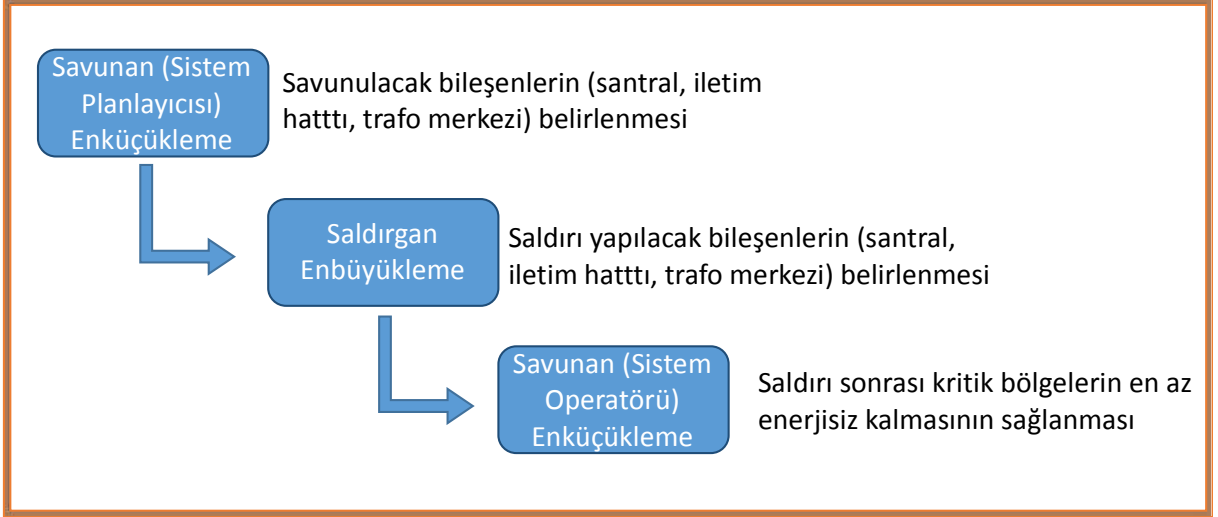 Savunan (Sistem
Planlayıcısı)
Enküçükleme
Savunulacak bileşenlerin (santral, iletim
hatttı, trafo merkezi) belirlenmesi
Saldırgan
Enbüyükleme
Saldırı yapılacak bileşenlerin (santral,
iletim hatttı, trafo merkezi) belirlenmesi
Savunan (Sistem
Operatörü)
Enküçükleme
Saldırı sonrası kritik bölgelerin en az
enerjisiz kalmasının sağlanması